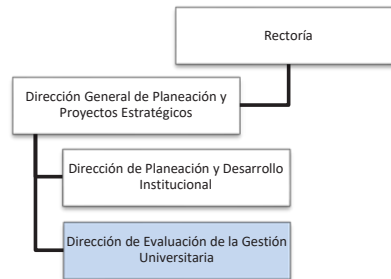 Rectoría
Dirección General de Planeación y
Proyectos Estratégicos
Dirección de Planeación y Desarrollo
Institucional
Dirección de Evaluación de la Gestión
Universitaria